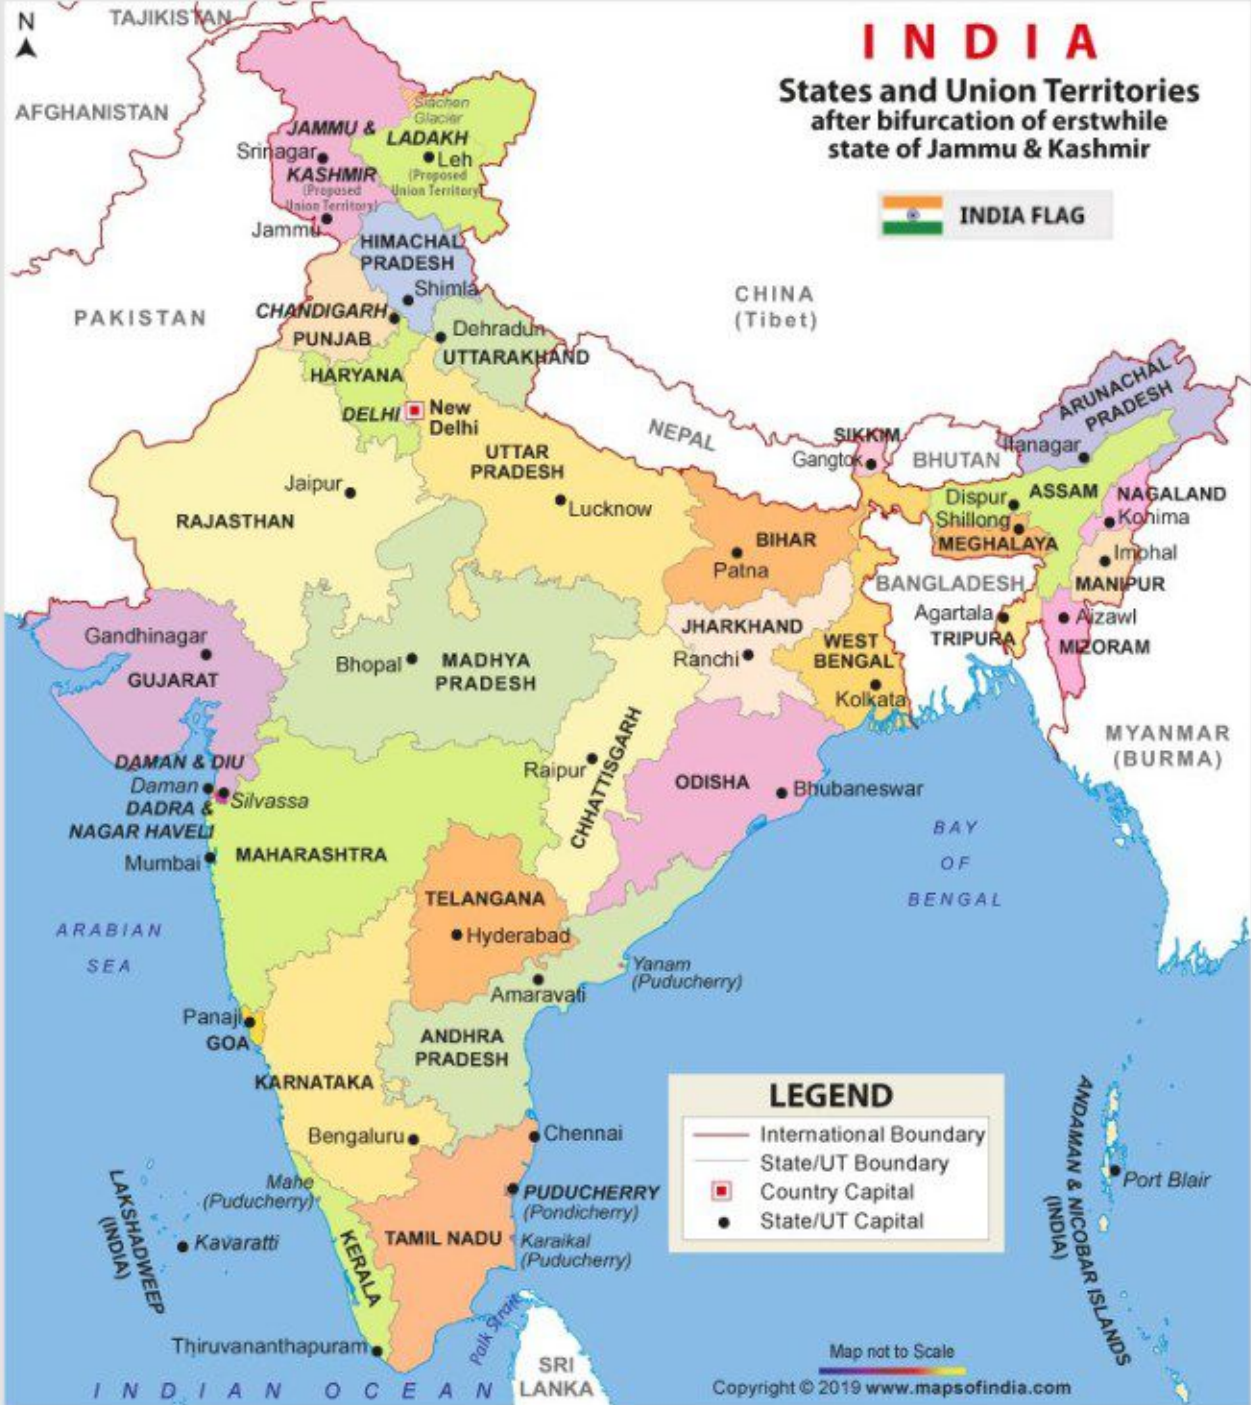 N
TAJIKISTAN
AFGHANISTAN
PAKISTAN
INDIA
States and Union Territories
after bifurcation of erstwhile
state of Jammu & Kashmir
INDIA FLAG
Siachen
Glacier
JAMMU &
KASHMIR
(Proposed
Union Territory)
Srinagar
Jammu
LADAKH
Leh
(Proposed
Union Territory)
HIMACHAL
PRADESH
Shimla
CHANDIGARH
PUNJAB
Dehradun
UTTARAKHAND
HARYANA
DELHI
New
Delhi
CHINA
(Tibet)
NEPAL
BHUTAN
SIKKIM
Gangtok
ARUNACHAL
PRADESH
Itanagar
UTTAR
PRADESH
Lucknow
Jaipur
RAJASTHAN
BIHAR
Patna
Dispur
ASSAM
NAGALAND
Kohima
Shillong
MEGHALAYA
Imphal
MANIPUR
BANGLADESH
Agartala
TRIPURA
Aizawl
MIZORAM
Gandhinagar
GUJARAT
Bhopal
MADHYA
PRADESH
JHARKHAND
Ranchi
WEST
BENGAL
Kolkata
MYANMAR
(BURMA)
DAMAN & DIU
Daman
Silvassa
DADRA &
NAGAR HAVELI
Mumbai
MAHARASHTRA
CHHATTISGARH
Raipur
ODISHA
Bhubaneswar
BAY
OF
BENGAL
ARABIAN
SEA
TELANGANA
Hyderabad
Yanam
(Puducherry)
Amaravati
ANDHRA
PRADESH
Panaji
GOA
KARNATAKA
Bengaluru
Chennai
Mahe
(Puducherry)
PUDUCHERRY
(Pondicherry)
Karaikal
(Puducherry)
TAMIL NADU
KERALA
Thiruvananthapuram
LAKSHADWEEP
(INDIA)
Kavaratti
Palk Strait
SRI
LANKA
INDIAN OCEAN
LEGEND
International Boundary
State/UT Boundary
Country Capital
State/UT Capital
ANDAMAN & NICOBAR ISLANDS
(INDIA)
Port Blair
Map not to Scale
Copyright © 2019 www.mapsofindia.com